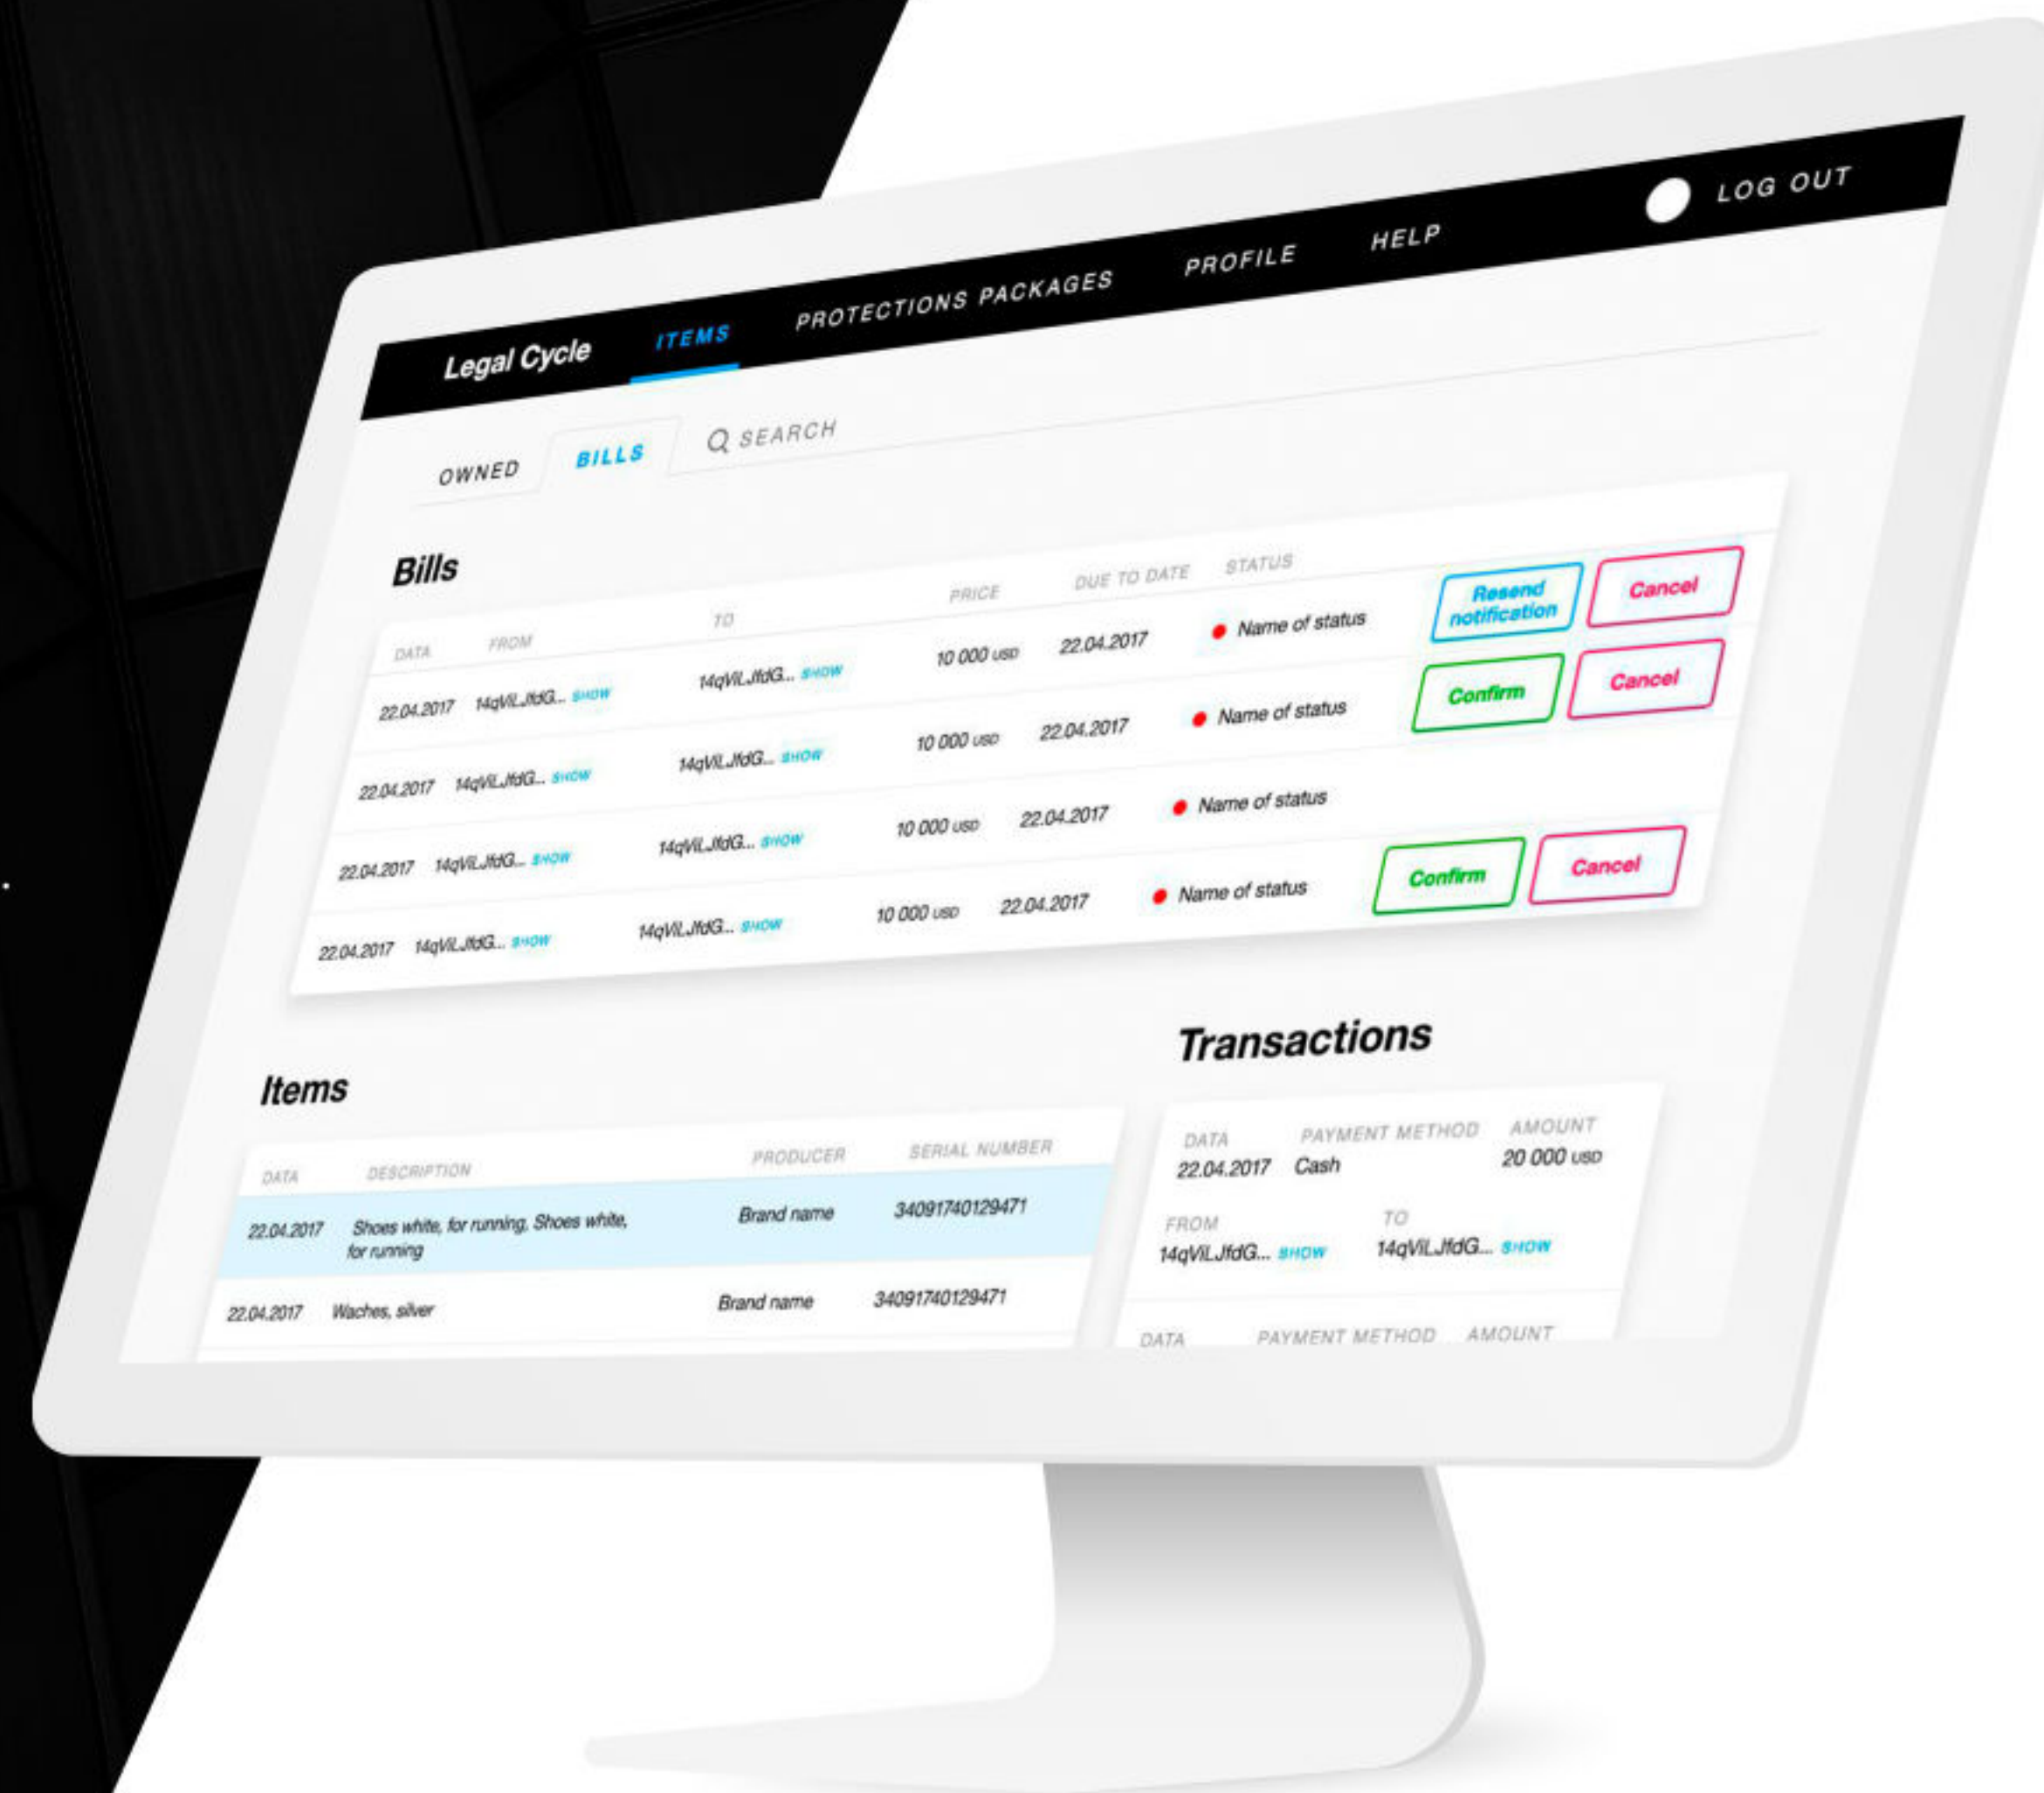 Legal Cycle ITEMS PROTECTIONS PACKAGES PROFILE HELP LOG OUT
OWNED BILLS SEARCH
Bills
DATA FROM TO PRICE DUE TO DATE STATUS
22.04.2017 14qViLJfdG... SHOW 14qViLJfdG... SHOW 10 000 USD 22.04.2017 Name of status Resend notification Cancel
22.04.2017 14qViLJfdG... SHOW 14qViLJfdG... SHOW 10 000 USD 22.04.2017 Name of status Confirm Cancel
22.04.2017 14qViLJfdG... SHOW 14qViLJfdG... SHOW 10 000 USD 22.04.2017 Name of status
22.04.2017 14qViLJfdG... SHOW 14qViLJfdG... SHOW 10 000 USD 22.04.2017 Name of status Confirm Cancel
Items
DATA DESCRIPTION PRODUCER SERIAL NUMBER
22.04.2017 Shoes white, for running, Shoes white, Brand name 34091740129471
for running
22.04.2017 Waches, silver Brand name 34091740129471
Transactions
DATA PAYMENT METHOD AMOUNT
22.04.2017 Cash 20 000 USD
FROM TO
14qViLJfdG... SHOW 14qViLJfdG... SHOW
DATA PAYMENT METHOD AMOUNT